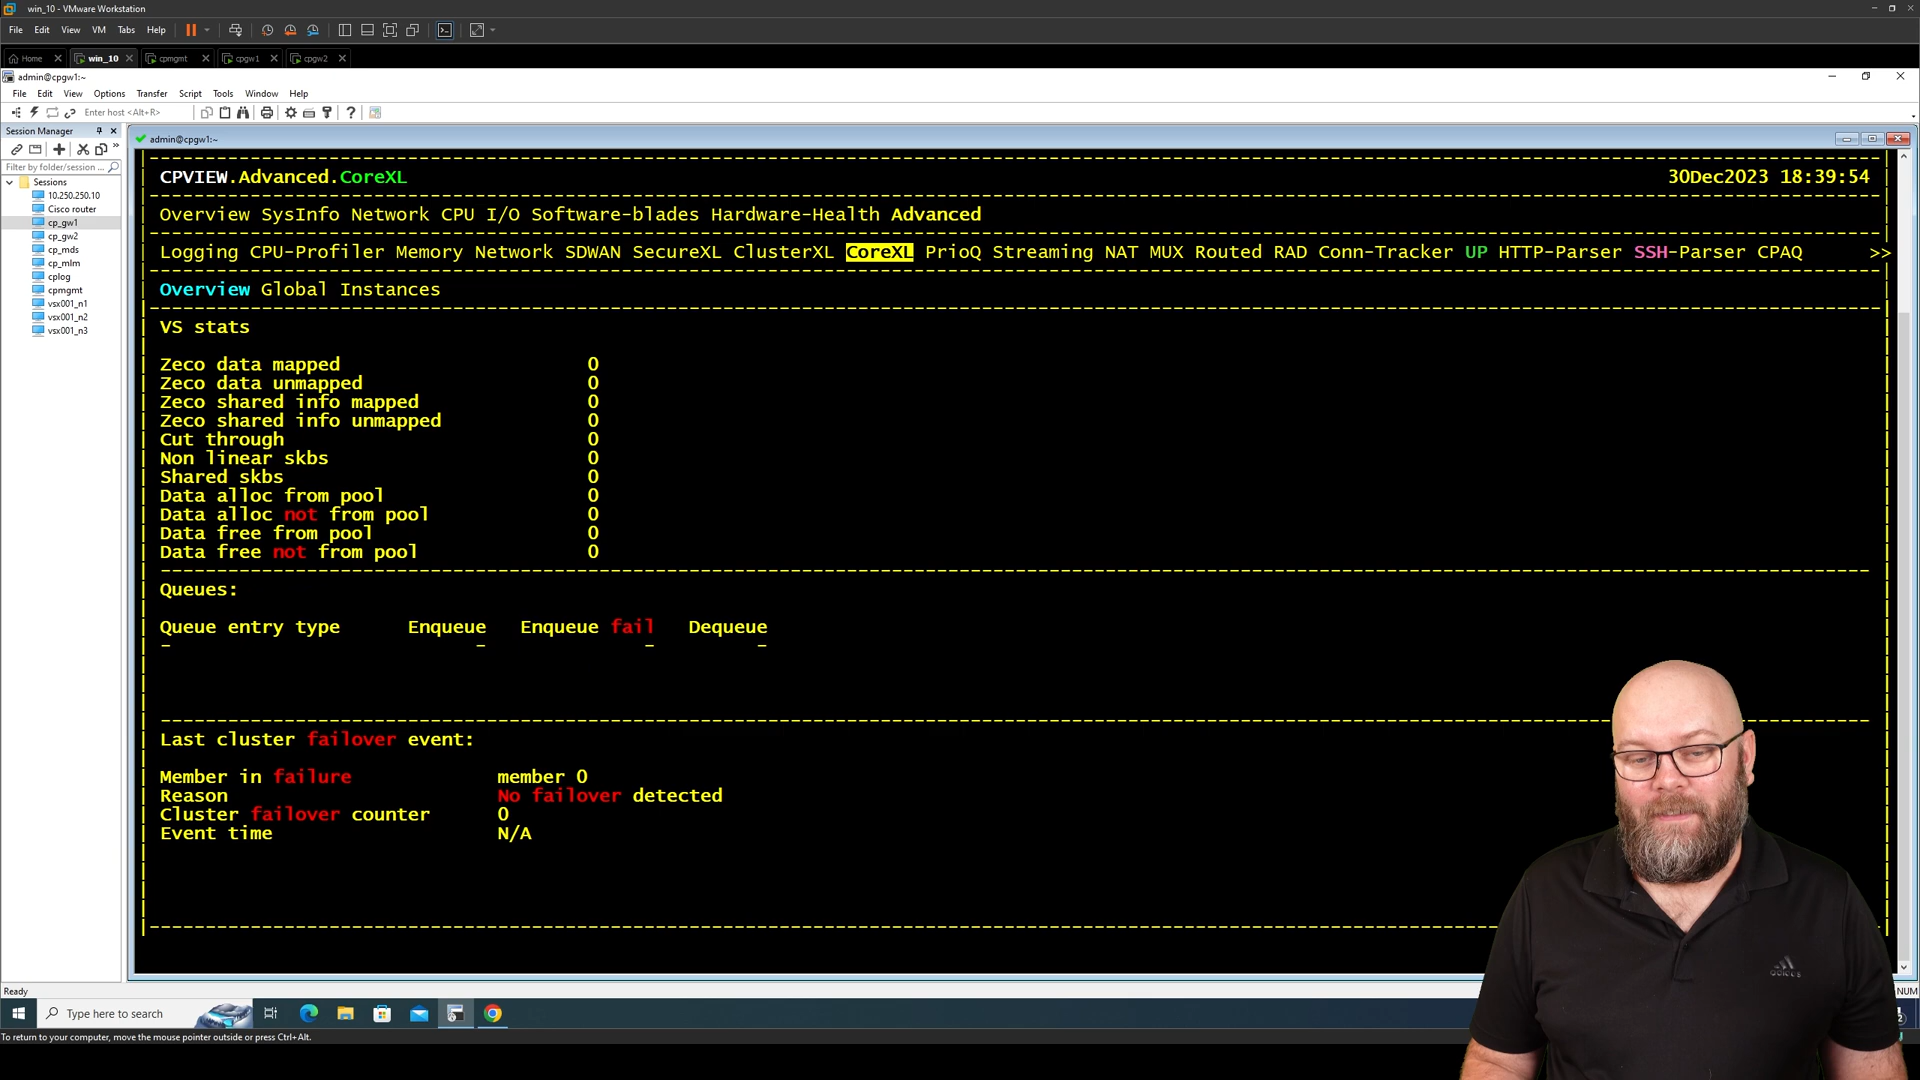 win_10 - VMware Workstation
File Edit View VM Tabs Help
Home win_10 cpmgmt cpgw1 cpgw2
admin@cpgw1:~
File Edit View Options Transfer Script Tools Window Help
Enter host <Alt+R>
Session Manager
admin@cpgw1:~
Filter by folder/session ...
Sessions
10.250.250.10
Cisco router
cp_gw1
cp_gw2
cp_mds
cp_mlm
cplog
cpmgmt
vsx001_n1
vsx001_n2
vsx001_n3
CPVIEW.Advanced.CoreXL 30Dec2023 18:39:54
Overview SysInfo Network CPU I/O Software-blades Hardware-Health Advanced
Logging CPU-Profiler Memory Network SDWAN SecureXL ClusterXL CoreXL PrioQ Streaming NAT MUX Routed RAD Conn-Tracker UP HTTP-Parser SSH-Parser CPAQ >>
Overview Global Instances
VS stats
Zeco data mapped 0
Zeco data unmapped 0
Zeco shared info mapped 0
Zeco shared info unmapped 0
Cut through 0
Non linear skbs 0
Shared skbs 0
Data alloc from pool 0
Data alloc not from pool 0
Data free from pool 0
Data free not from pool 0
Queues:
Queue entry type Enqueue Enqueue fail Dequeue
- - - -
Last cluster failover event:
Member in failure member 0
Reason No failover detected
Cluster failover counter 0
Event time N/A
adidas
Ready NUM
Type here to search
To return to your computer, move the mouse pointer outside or press Ctrl+Alt.